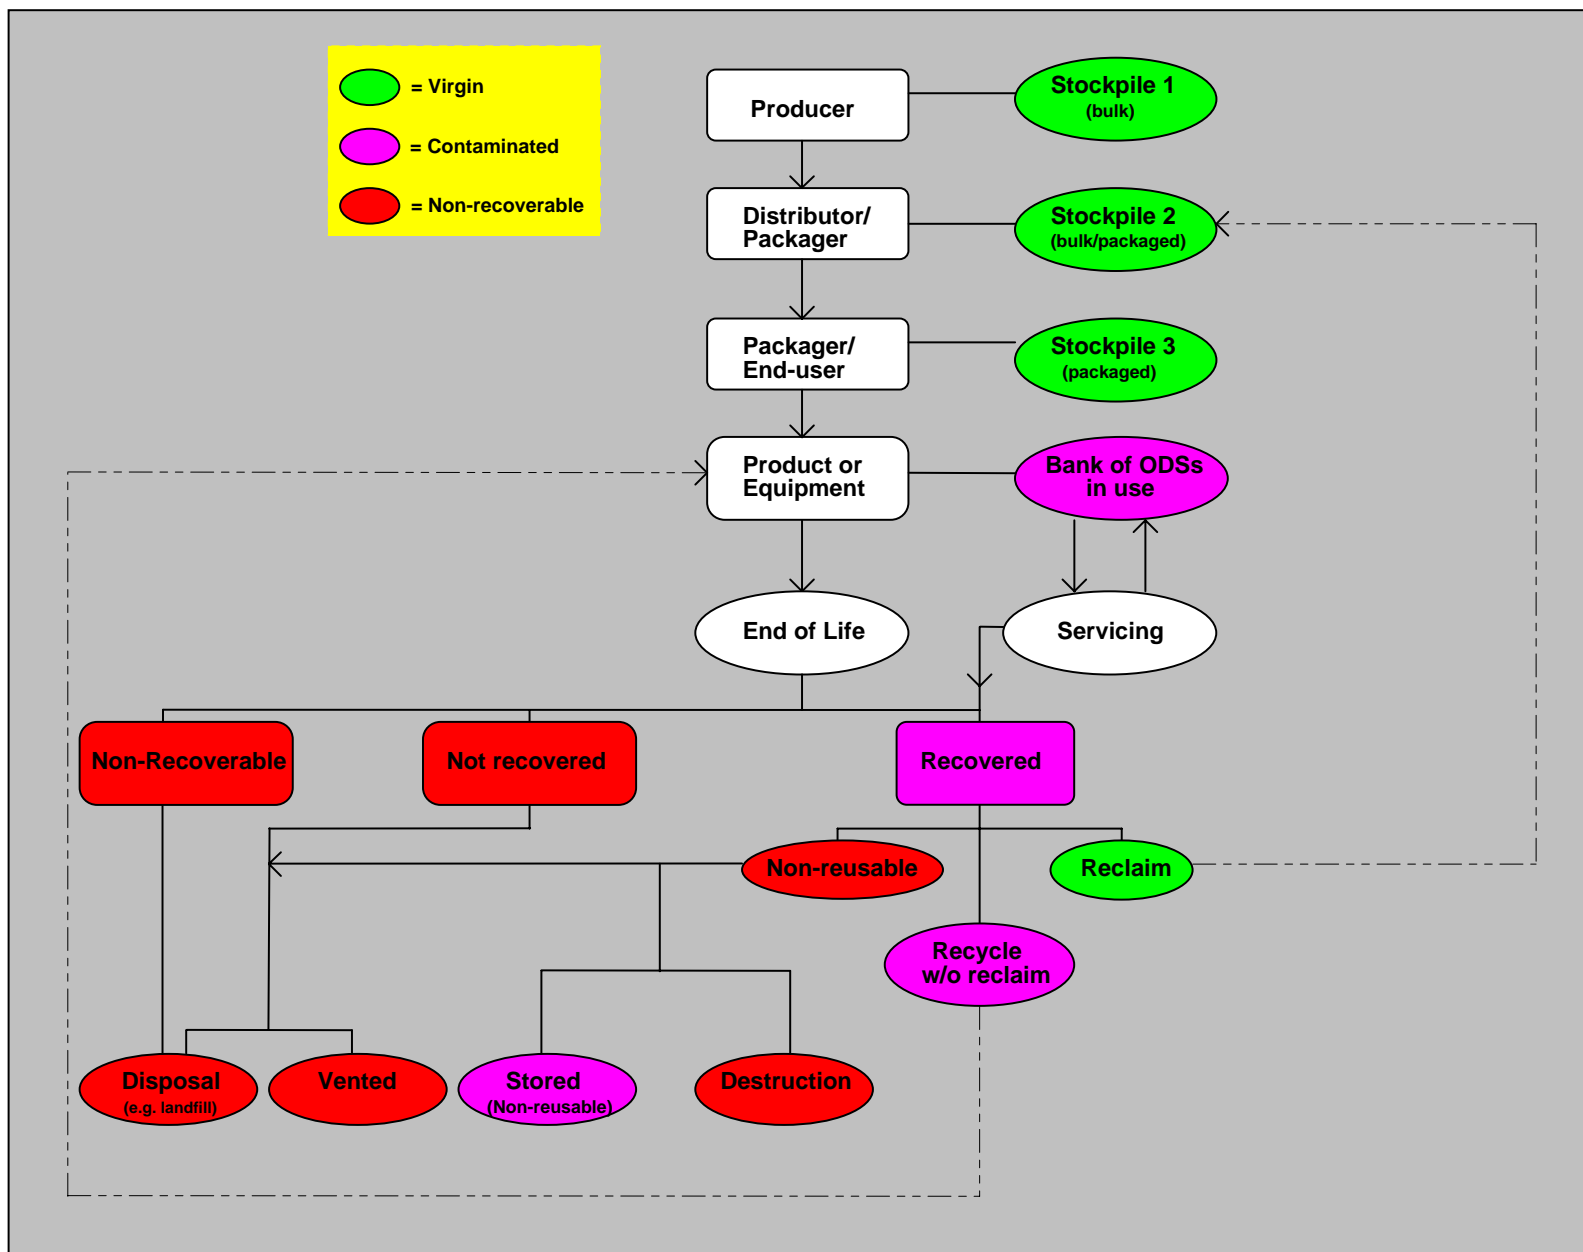 = Virgin
= Contaminated
= Non-recoverable
Producer
Stockpile 1
(bulk)
Distributor/
Packager
Stockpile 2
(bulk/packaged)
Packager/
End-user
Stockpile 3
(packaged)
Product or
Equipment
Bank of ODSs
in use
End of Life
Servicing
Non-Recoverable
Not recovered
Recovered
Non-reusable
Reclaim
Recycle
w/o reclaim
Disposal
(e.g. landfill)
Vented
Stored
(Non-reusable)
Destruction